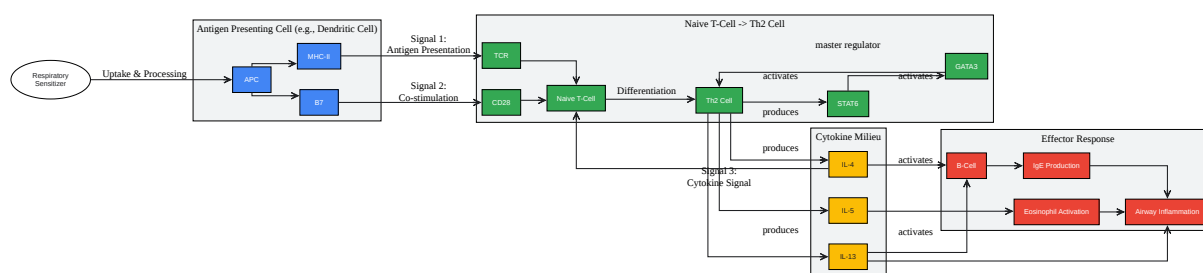 Antigen Presenting Cell (e.g., Dendritic Cell)
Naive T-Cell -> Th2 Cell
Respiratory
Sensitizer
Uptake & Processing
APC
MHC-II
B7
Signal 1:
Antigen Presentation
Signal 2:
Co-stimulation
TCR
CD28
Naive T-Cell
Differentiation
Th2 Cell
activates
produces
STAT6
master regulator
activates
GATA3
Cytokine Milieu
produces
Signal 3:
Cytokine Signal
produces
IL-4
IL-5
IL-13
activates
activates
Effector Response
B-Cell
IgE Production
Eosinophil Activation
Airway Inflammation